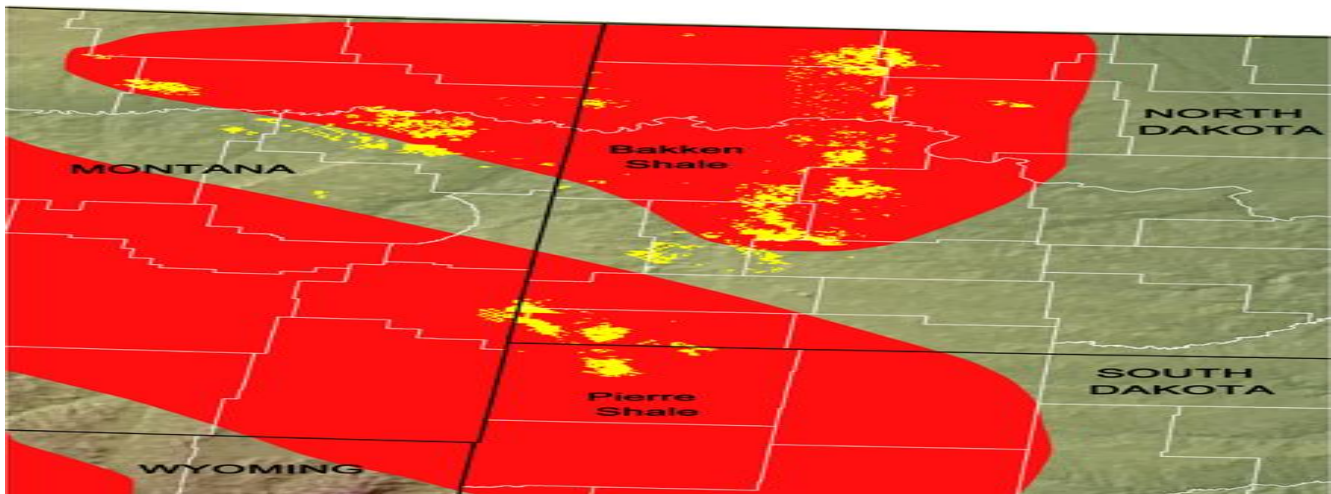 NORTH
DAKOTA
Bakken
Shale
MONTANA
SOUTH
DAKOTA
Pierre
Shale
WYOMING